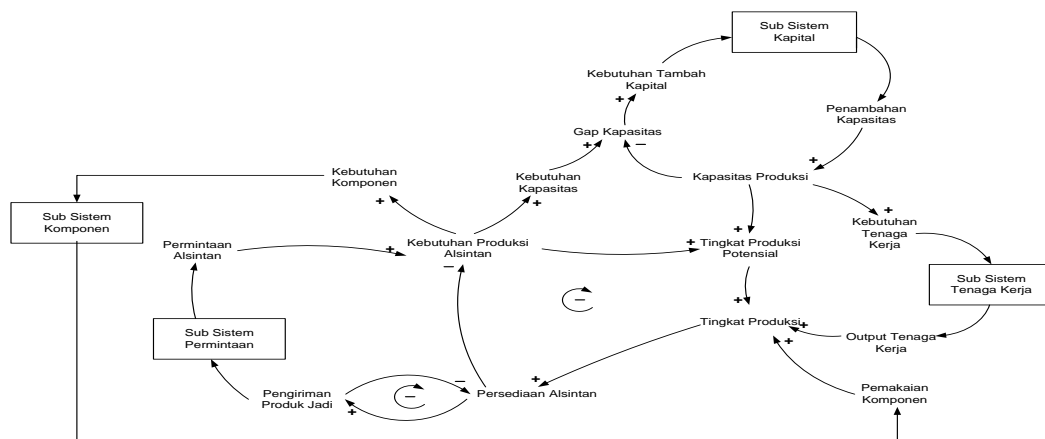 Sub Sistem
Kapital
Kebutuhan Tambah
Kapital
+
Penambahan
Kapasitas
Gap Kapasitas
+
–
+
Kebutuhan
Komponen
+
Kebutuhan
Kapasitas
+
Kapasitas Produksi
+
Kebutuhan
Tenaga
Kerja
Sub Sistem
Komponen
Permintaan
Alsintan
+
Kebutuhan Produksi
Alsintan
–
+
+
Tingkat Produksi
Potensial
Sub Sistem
Tenaga Kerja
–
+
Tingkat Produksi
+
+
Output Tenaga
Kerja
Sub Sistem
Permintaan
Pengiriman
Produk Jadi
+
–
–
Persediaan Alsintan
+
Pemakaian
Komponen